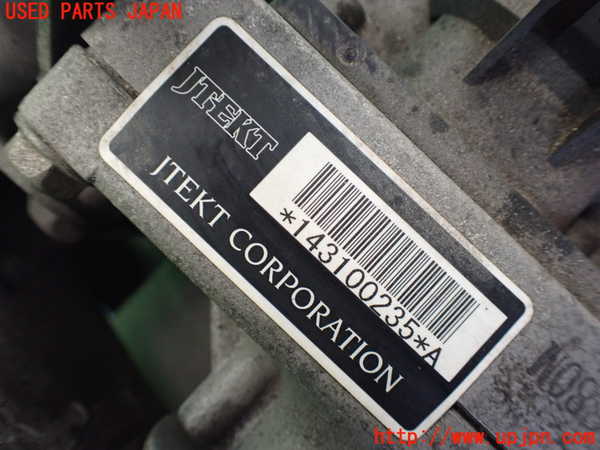 USED PARTS JAPAN
JTEKT
*143100235*A
JTEKT CORPORATION
http://www.upjpn.com